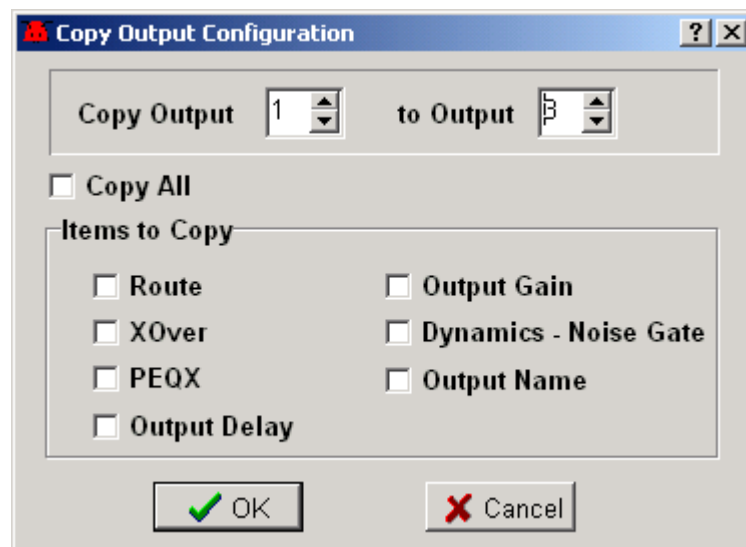 Copy Output Configuration
Copy Output 1 to Output 3
Copy All
Items to Copy
Route
Output Gain
XOver
Dynamics - Noise Gate
PEQX
Output Name
Output Delay
OK
Cancel